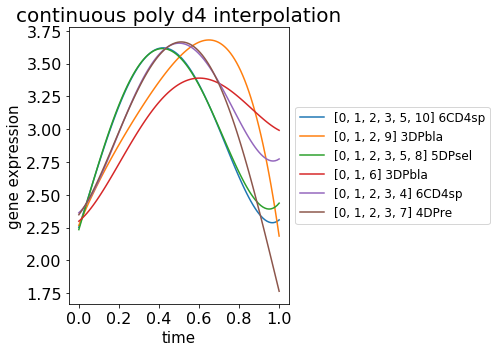 continuous poly d4 interpolation
gene expression
3.75
3.50
3.25
3.00
2.75
2.50
2.25
2.00
1.75
0.0 0.2 0.4 0.6 0.8 1.0
time
[0, 1, 2, 3, 5, 10] 6CD4sp
[0, 1, 2, 9] 3DPbla
[0, 1, 2, 3, 5, 8] 5DPsel
[0, 1, 6] 3DPbla
[0, 1, 2, 3, 4] 6CD4sp
[0, 1, 2, 3, 7] 4DPre